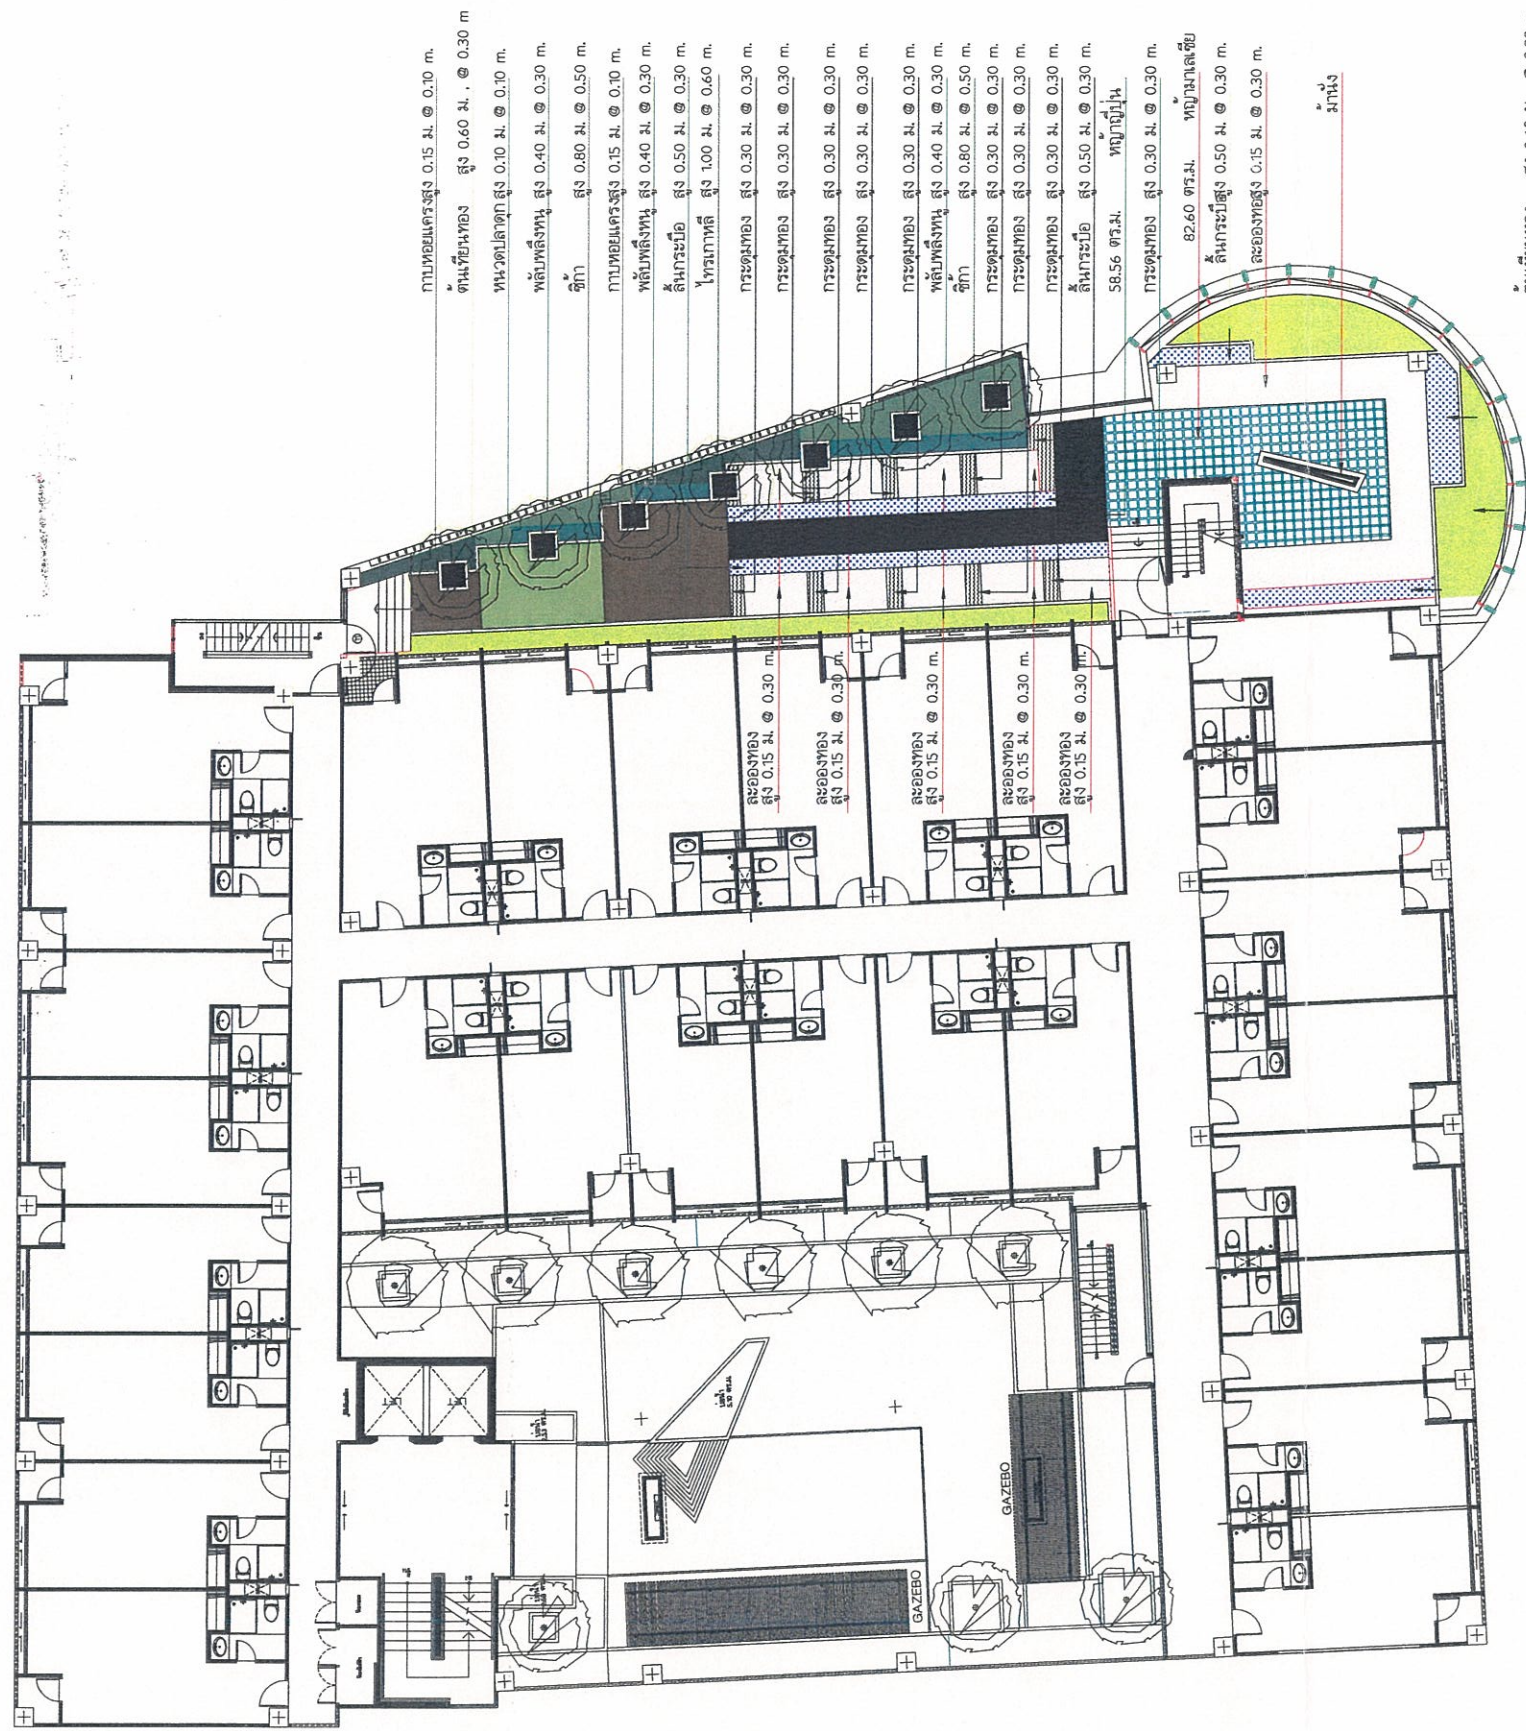 กาบหอยแครงสูง 0.15 ม. @ 0.10 m.
ต้นเทียนทอง สูง 0.60 ม. , @ 0.30 m
หนวดปลาดุก สูง 0.10 ม. @ 0.10 m.
พลับพลึงหนู สูง 0.40 ม. @ 0.30 m.
ซิก้า สูง 0.80 ม. @ 0.50 m.
กาบหอยแครงสูง 0.15 ม. @ 0.10 m.
พลับพลึงหนู สูง 0.40 ม. @ 0.30 m.
ลิ้นกระบือ สูง 0.50 ม. @ 0.30 m.
ไทรเกาหลี สูง 1.00 ม. @ 0.60 m.
กระดุมทอง สูง 0.30 ม. @ 0.30 m.
กระดุมทอง สูง 0.30 ม. @ 0.30 m.
กระดุมทอง สูง 0.30 ม. @ 0.30 m.
กระดุมทอง สูง 0.30 ม. @ 0.30 m.
กระดุมทอง สูง 0.30 ม. @ 0.30 m.
พลับพลึงหนู สูง 0.40 ม. @ 0.30 m.
ซิก้า สูง 0.80 ม. @ 0.50 m.
กระดุมทอง สูง 0.30 ม. @ 0.30 m.
กระดุมทอง สูง 0.30 ม. @ 0.30 m.
กระดุมทอง สูง 0.30 ม. @ 0.30 m.
ลิ้นกระบือ สูง 0.50 ม. @ 0.30 m.
58.56 ตร.ม. หญ้าญี่ปุ่น
กระดุมทอง สูง 0.30 ม. @ 0.30 m.
82.60 ตร.ม. หญ้ามาเลเซีย
ลิ้นกระบือสูง 0.50 ม. @ 0.30 m.
ละอองทองสูง 0.15 ม. @ 0.30 m.
ม้านั่ง
ละอองทอง
สูง 0.15 ม. @ 0.30 m.
ละอองทอง
สูง 0.15 ม. @ 0.30 m.
ละอองทอง
สูง 0.15 ม. @ 0.30 m.
ละอองทอง
สูง 0.15 ม. @ 0.30 m.
ละอองทอง
สูง 0.15 ม. @ 0.30 m.
บ่อน้ำ
5.10 ตร.ม.
GAZEBO
GAZEBO